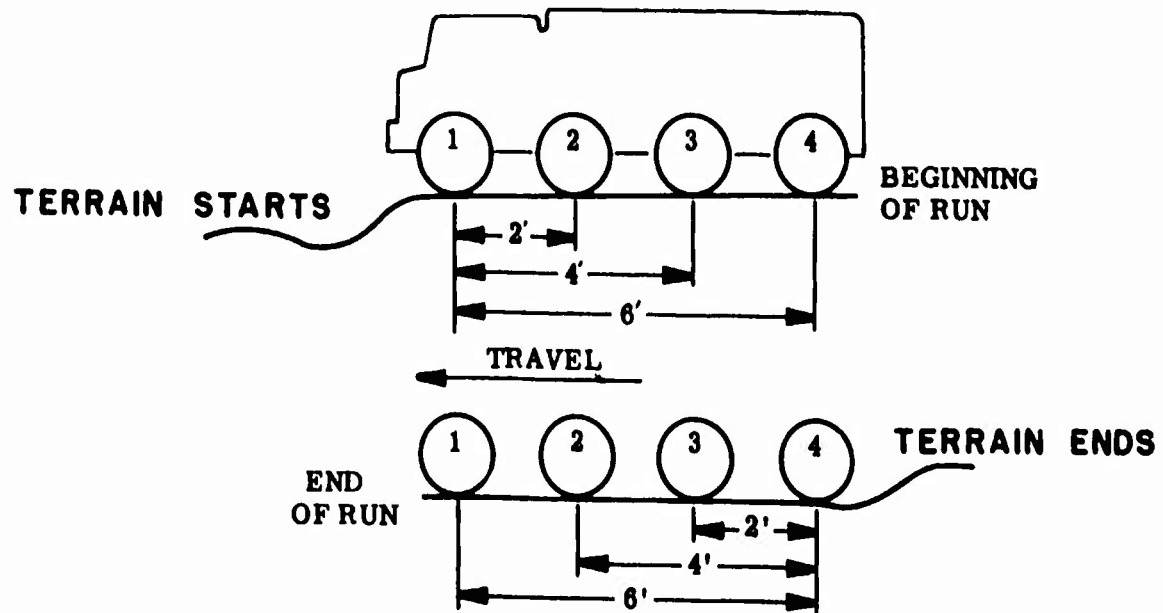 1 2 3 4
TERRAIN STARTS
BEGINNING
OF RUN
2'
4'
6'
TRAVEL
1 2 3 4
TERRAIN ENDS
END
OF RUN
2'
4'
6'